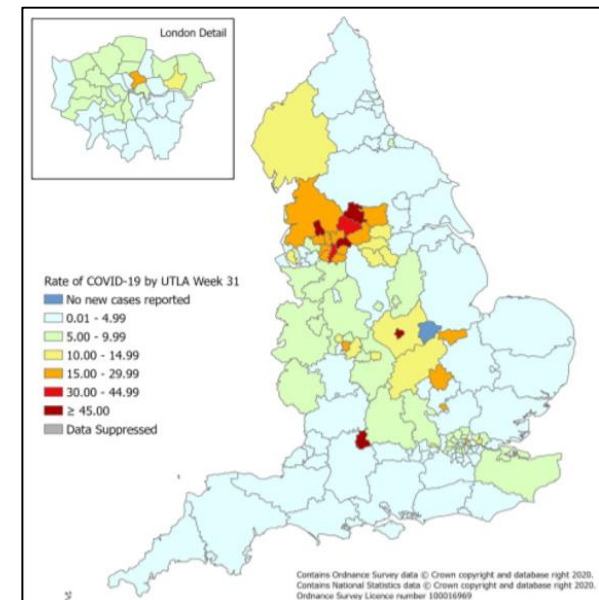 London Detail
Rate of COVID-19 by UTLA Week 31
No new cases reported
0.01 - 4.99
5.00 - 9.99
10.00 - 14.99
15.00 - 29.99
30.00 - 44.99
≥ 45.00
Data Suppressed
Contains Ordnance Survey data © Crown copyright and database right 2020.
Contains National Statistics data © Crown copyright and database right 2020.
Ordnance Survey Licence number 100016969